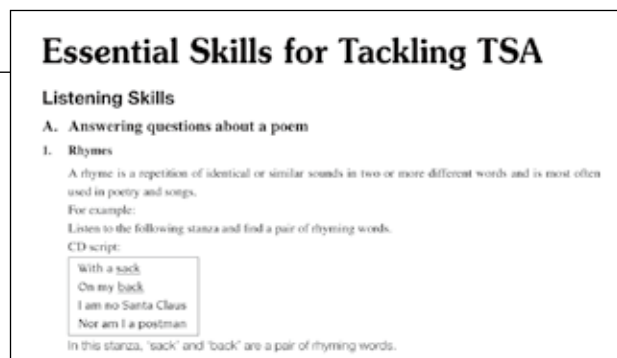 Essential Skills for Tackling TSA
Listening Skills
A. Answering questions about a poem
1. Rhymes
A rhyme is a repetition of identical or similar sounds in two or more different words and is most often
used in poetry and songs.
For example:
Listen to the following stanza and find a pair of rhyming words.
CD script:
With a sack
On my back
I am no Santa Claus
Nor am I a postman
In this stanza, 'sack' and 'back' are a pair of rhyming words.